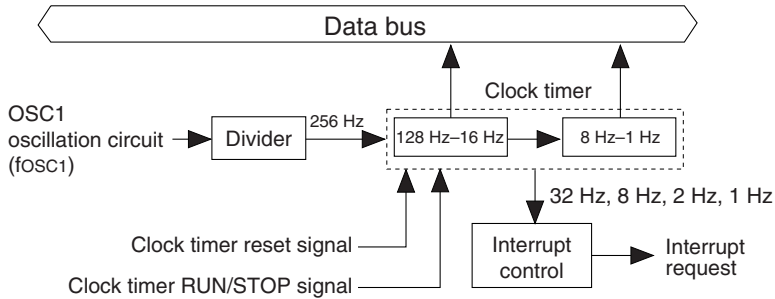 Data bus
Clock timer
OSC1
oscillation circuit
(fOSC1)
Divider
256 Hz
128 Hz–16 Hz
8 Hz–1 Hz
32 Hz, 8 Hz, 2 Hz, 1 Hz
Clock timer reset signal
Clock timer RUN/STOP signal
Interrupt
control
Interrupt
request